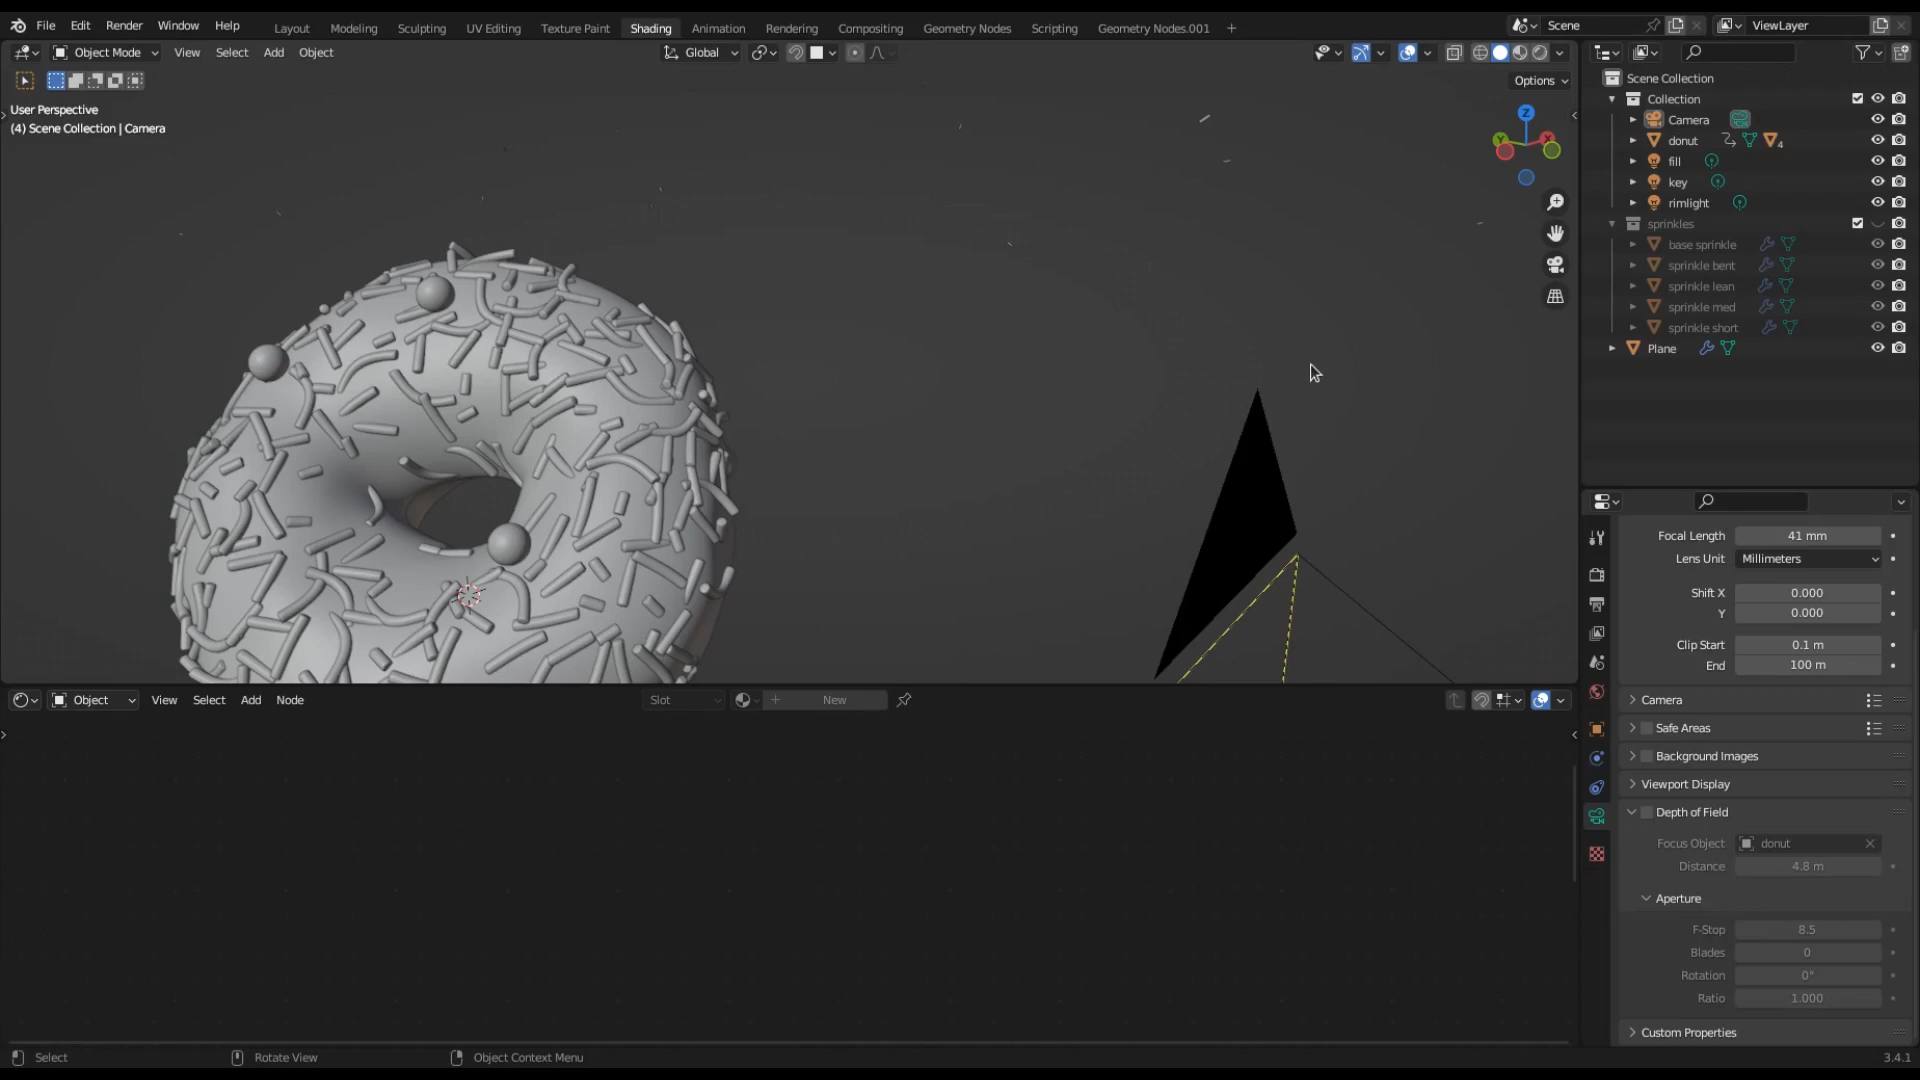 File Edit Render Window Help Layout Modeling Sculpting UV Editing Texture Paint Shading Animation Rendering Compositing Geometry Nodes Scripting Geometry Nodes.001 + Scene ViewLayer
Object Mode View Select Add Object Global
Options
User Perspective
(4) Scene Collection | Camera
Z
X
Y
Scene Collection
Collection
Camera
donut 4
fill
key
rimlight
sprinkles
base sprinkle
sprinkle bent
sprinkle lean
sprinkle med
sprinkle short
Plane
Focal Length 41 mm
Lens Unit Millimeters
Shift X 0.000
Y 0.000
Clip Start 0.1 m
End 100 m
Camera
Safe Areas
Background Images
Viewport Display
Depth of Field
Focus Object donut
Distance 4.8 m
Aperture
F-Stop 8.5
Blades 0
Rotation 0°
Ratio 1.000
Custom Properties
Object View Select Add Node Slot New
Select Rotate View Object Context Menu 3.4.1